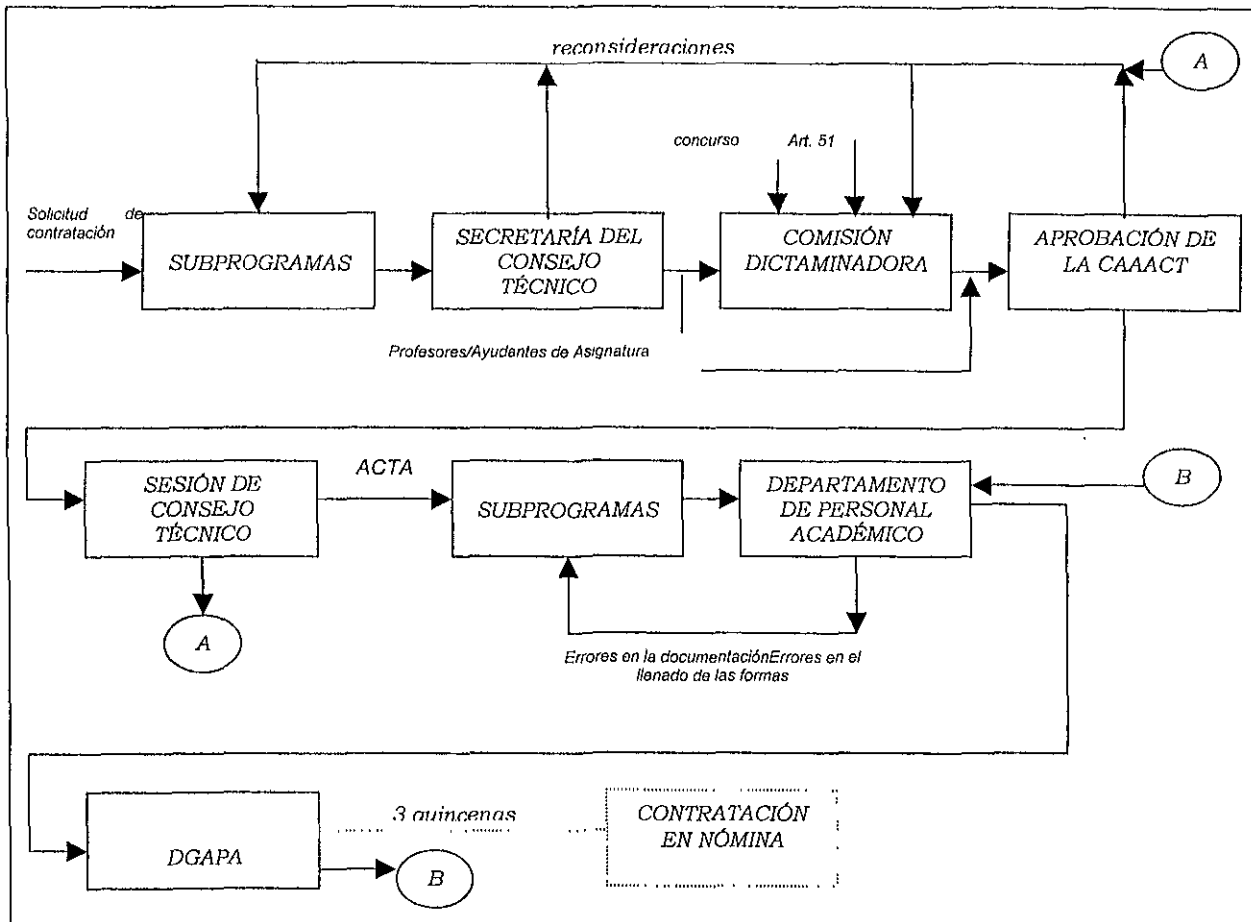 reconsideraciones
A
concurso Art. 51
Solicitud de
contratación
SUBPROGRAMAS
SECRETARÍA DEL
CONSEJO
TÉCNICO
COMISIÓN
DICTAMINADORA
APROBACIÓN DE
LA CAAACT
Profesores/Ayudantes de Asignatura
SESIÓN DE
CONSEJO
TÉCNICO
ACTA
SUBPROGRAMAS
DEPARTAMENTO
DE PERSONAL
ACADÉMICO
B
A
Errores en la documentaciónErrores en el
llenado de las formas
DGAPA
3 quincenas
CONTRATACIÓN
EN NÓMINA
B